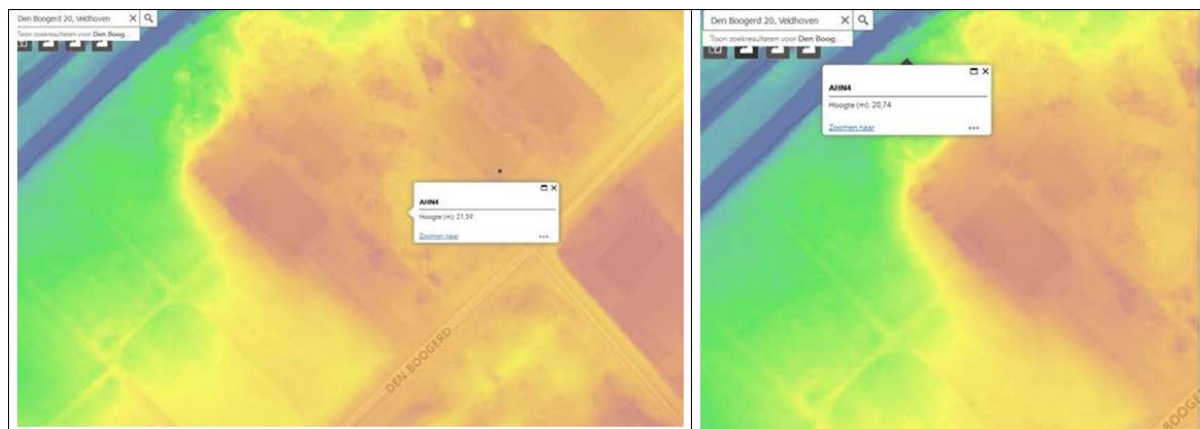 Den Boogerd 20, Veldhoven
Toon zoekresultaten voor Den Boog...
AHN4
Hoogte (m): 21,59
Zoomen naar
DEN BOOGERD
Den Boogerd 20, Veldhoven
Toon zoekresultaten voor Den Boog...
AHN4
Hoogte (m): 20,74
Zoomen naar
BOOGE